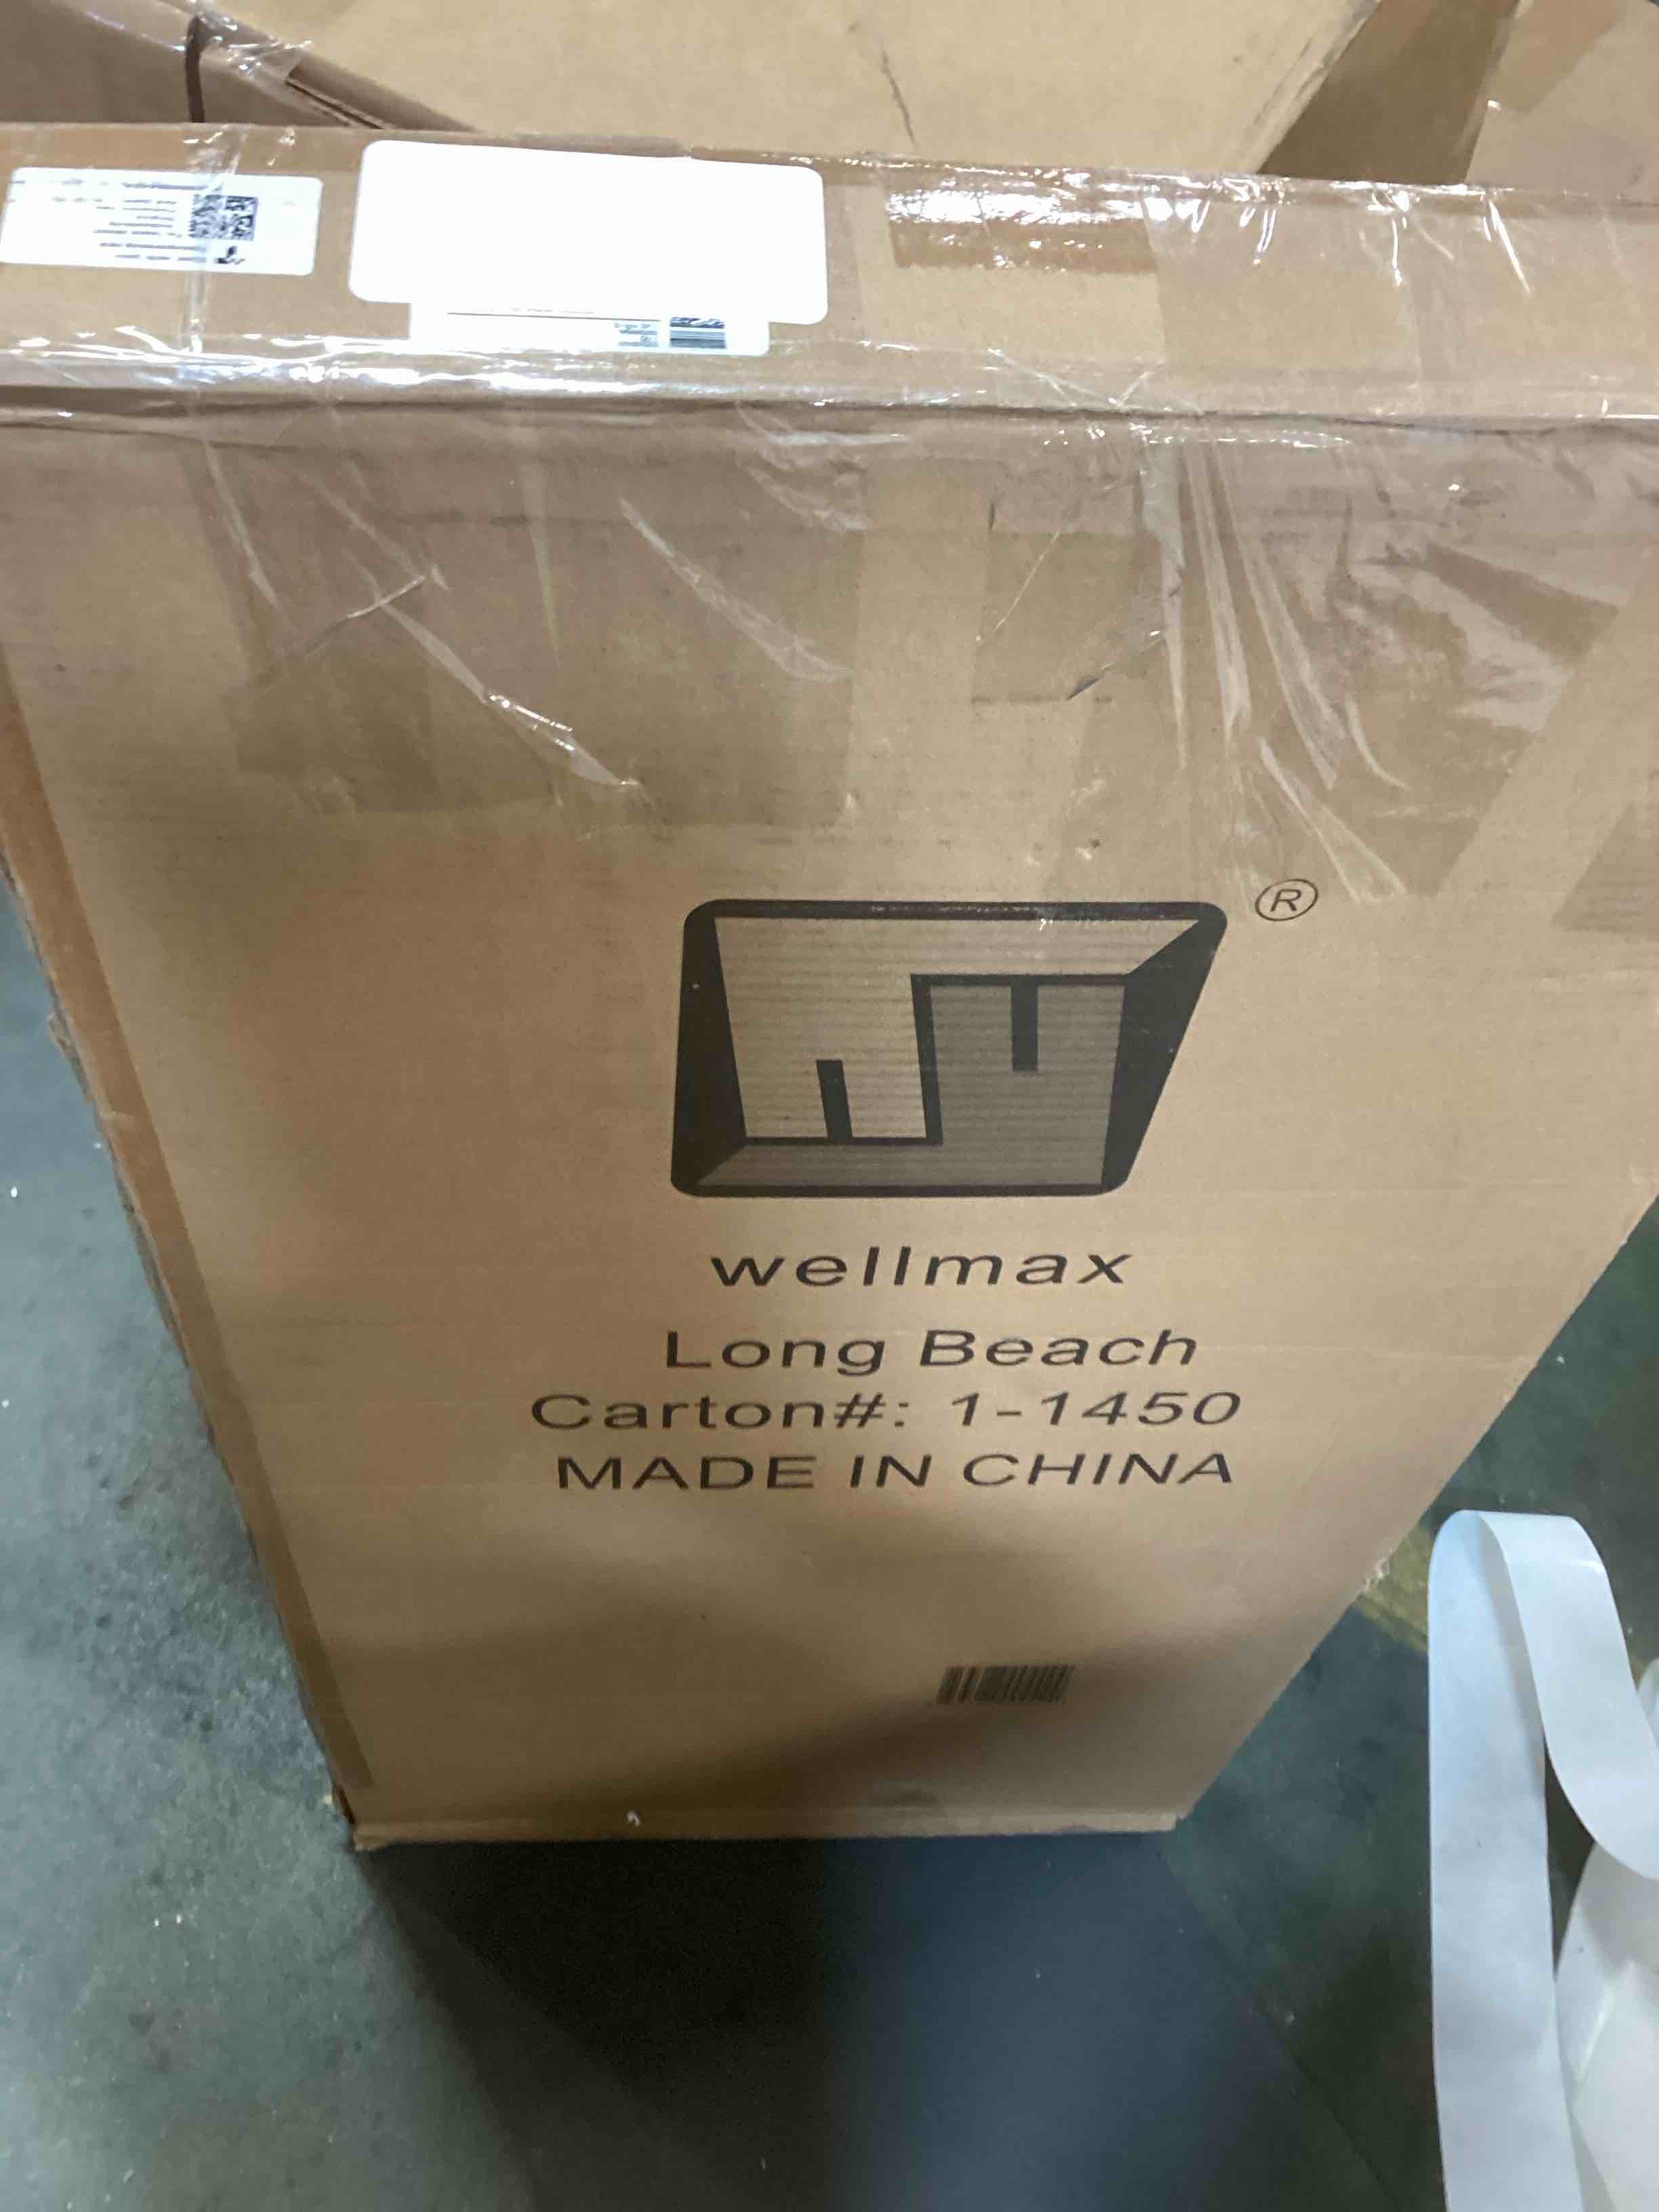 ®
wellmax
Long Beach
Carton#: 1-1450
MADE IN CHINA